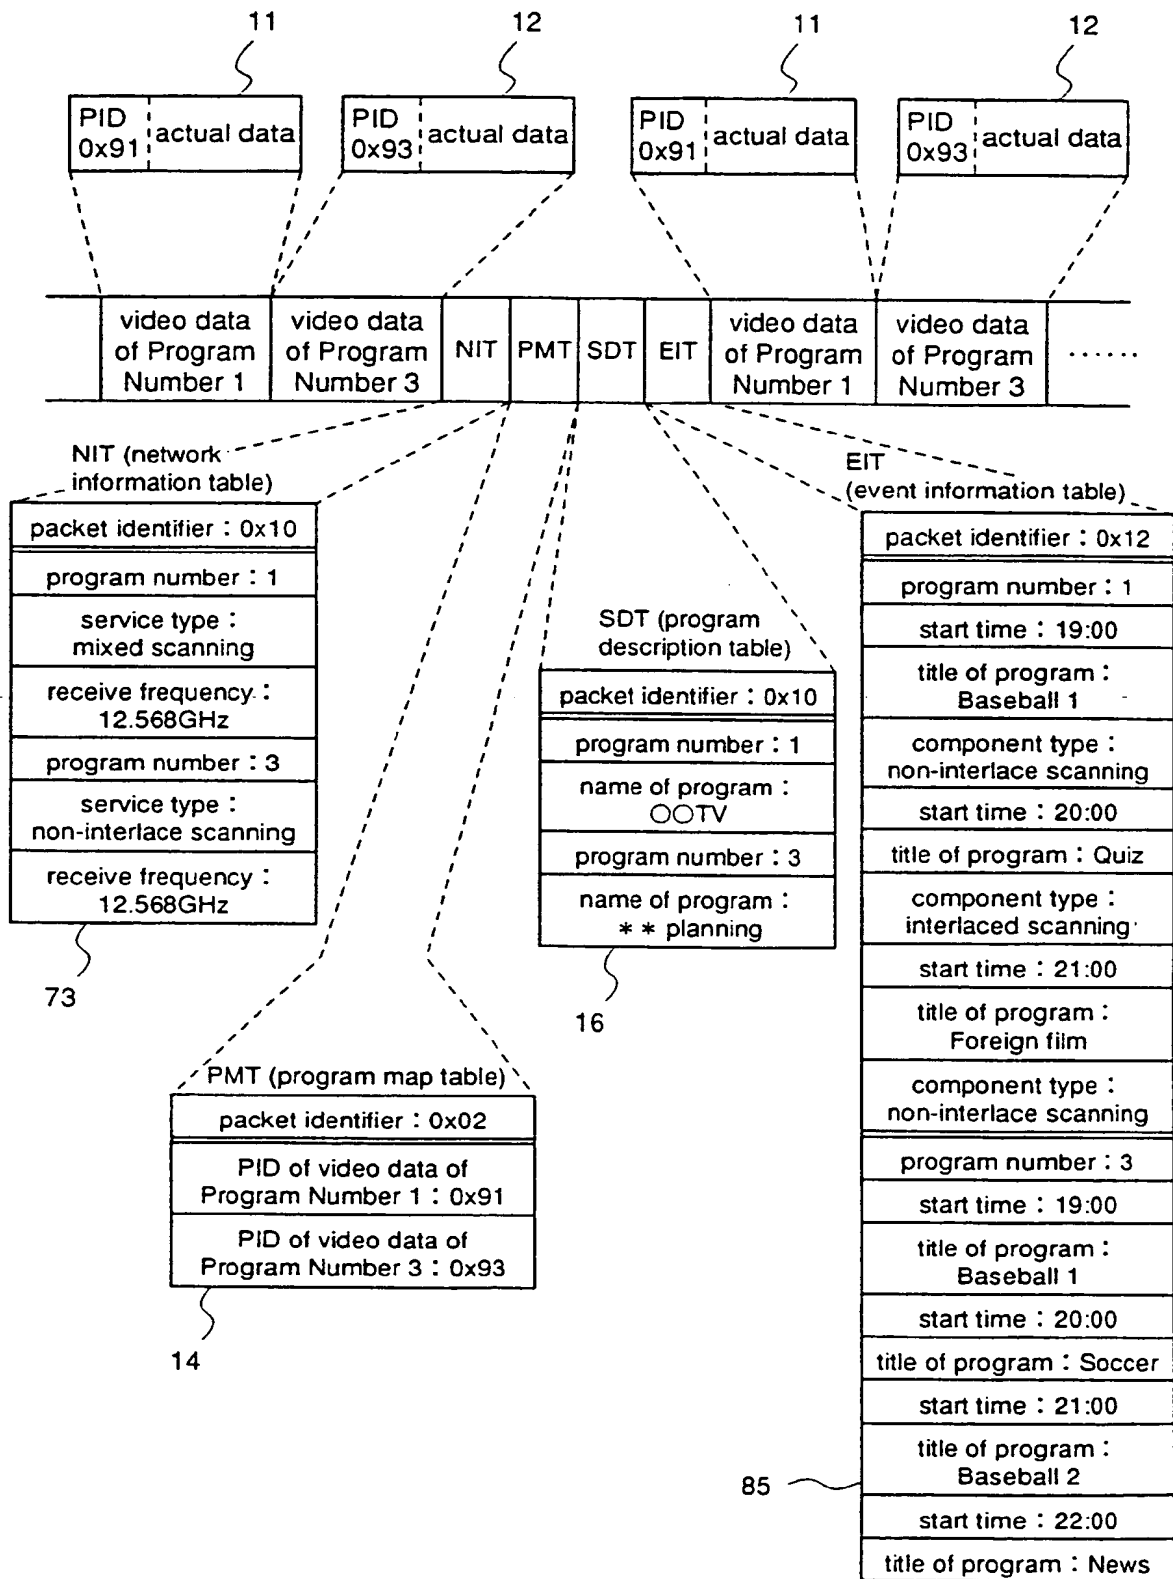 11
12
11
12
PID
0x91
actual data
PID
0x93
actual data
PID
0x91
actual data
PID
0x93
actual data
video data
of Program
Number 1
video data
of Program
Number 3
NIT
PMT
SDT
EIT
video data
of Program
Number 1
video data
of Program
Number 3
......
NIT (network
information table)
packet identifier : 0x10
program number : 1
service type :
mixed scanning
receive frequency :
12.568GHz
program number : 3
service type :
non-interlace scanning
receive frequency :
12.568GHz
73
PMT (program map table)
packet identifier : 0x02
PID of video data of
Program Number 1 : 0x91
PID of video data of
Program Number 3 : 0x93
14
SDT (program
description table)
packet identifier : 0x10
program number : 1
name of program :
○○TV
program number : 3
name of program :
** planning
16
EIT
(event information table)
packet identifier : 0x12
program number : 1
start time : 19:00
title of program :
Baseball 1
component type :
non-interlace scanning
start time : 20:00
title of program : Quiz
component type :
interlaced scanning
start time : 21:00
title of program :
Foreign film
component type :
non-interlace scanning
program number : 3
start time : 19:00
title of program :
Baseball 1
start time : 20:00
title of program : Soccer
start time : 21:00
title of program :
Baseball 2
start time : 22:00
title of program : News
85